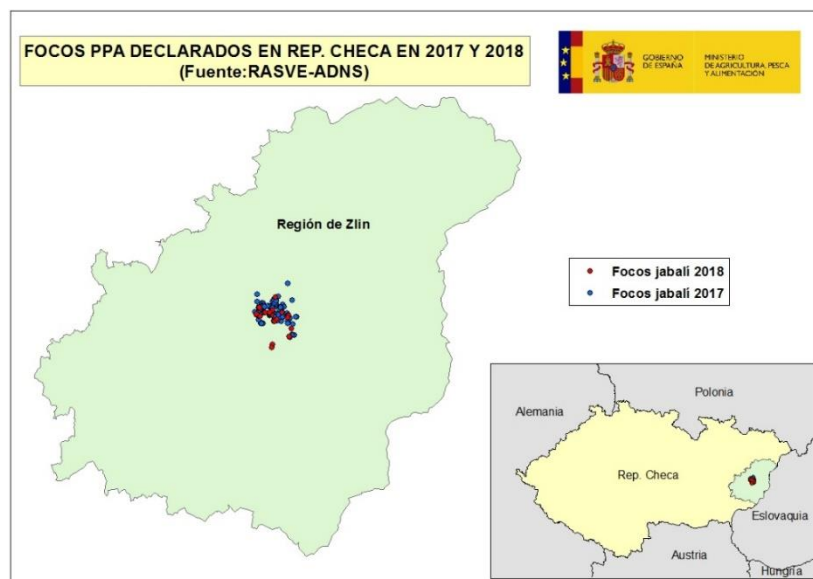 FOCOS PPA DECLARADOS EN REP. CHECA EN 2017 Y 2018
(Fuente:RASVE-ADNS)
GOBIERNO
DE ESPAÑA
MINISTERIO
DE AGRICULTURA, PESCA
Y ALIMENTACIÓN
Región de Zlin
Focos jabalí 2018
Focos jabalí 2017
Polonia
Alemania
Rep. Checa
Eslovaquia
Austria
Hungría